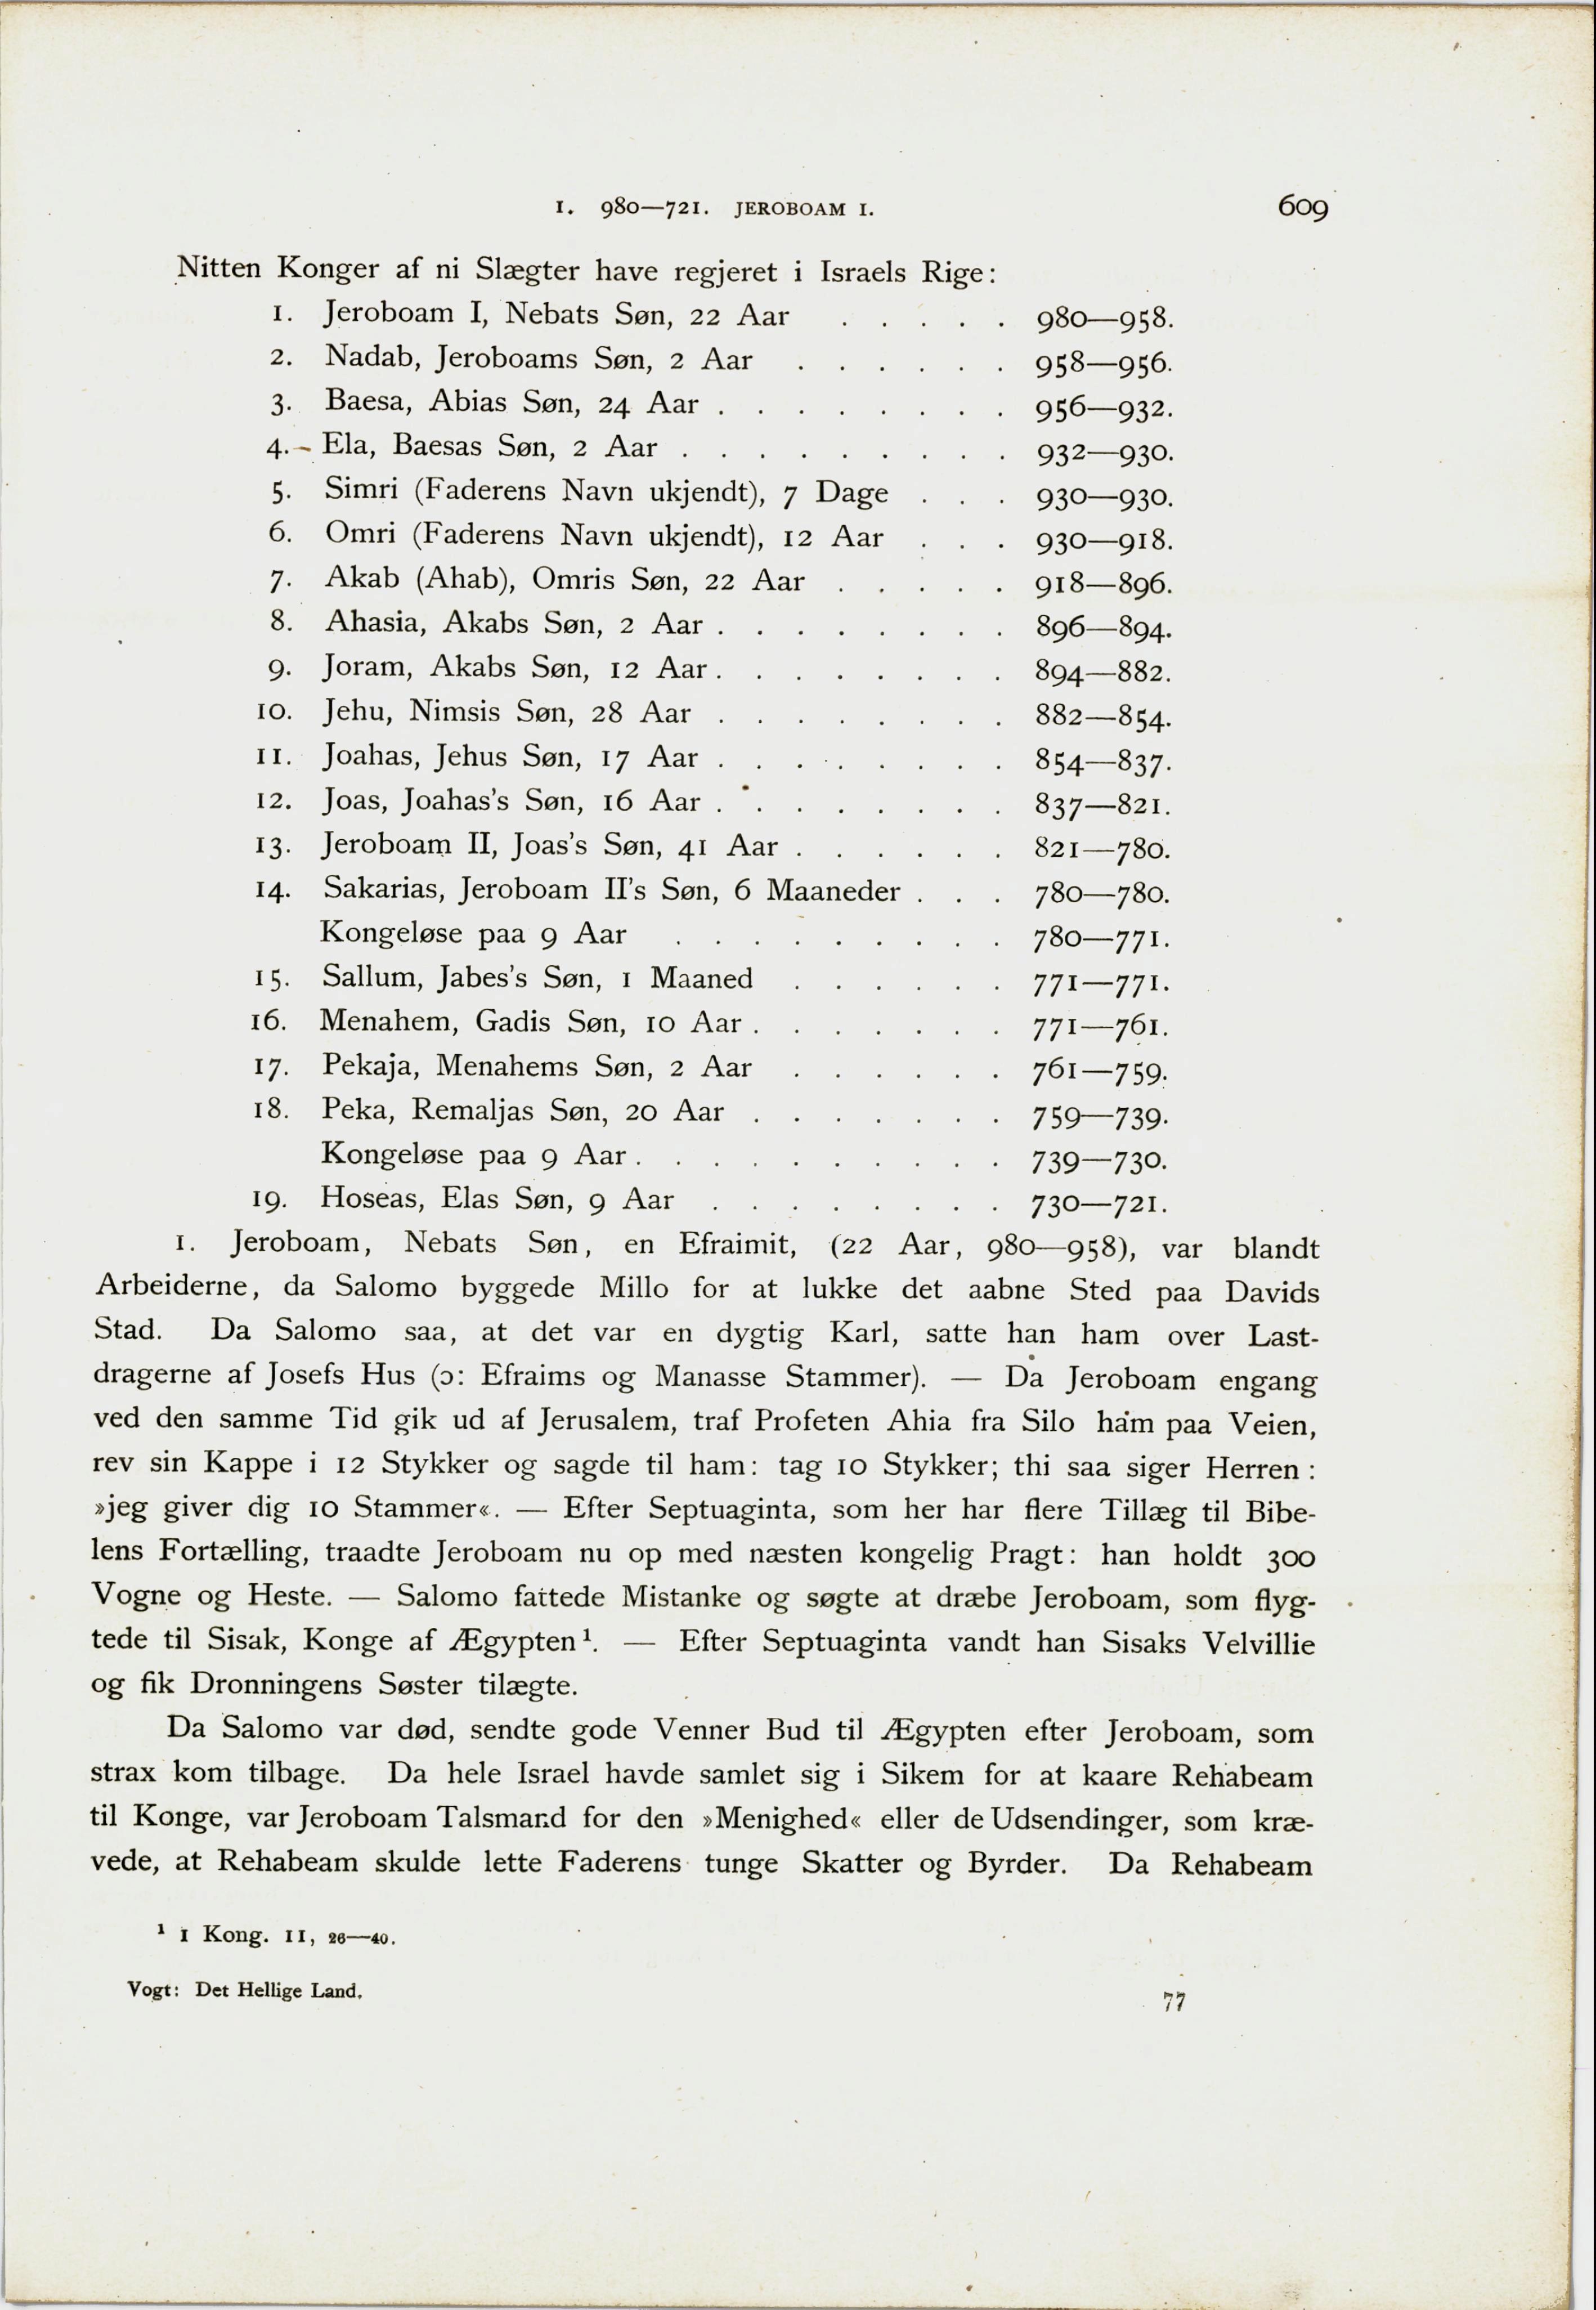 1. 980—721. JEROBOAM I. 609
Nitten Konger af ni Slægter have regjeret i Israels Rige:
1. Jeroboam I, Nebats Søn, 22 Aar . . . . . 980—958.
2. Nadab, Jeroboams Søn, 2 Aar . . . . . . 958—956.
3. Baesa, Abias Søn, 24 Aar . . . . . . . . 956—932.
4. Ela, Baesas Søn, 2 Aar . . . . . . . . . 932—930.
5. Simri (Faderens Navn ukjendt), 7 Dage . . . 930—930.
6. Omri (Faderens Navn ukjendt), 12 Aar . . . 930—918.
7. Akab (Ahab), Omris Søn, 22 Aar . . . . . 918—896.
8. Ahasia, Akabs Søn, 2 Aar . . . . . . . . 896—894.
9. Joram, Akabs Søn, 12 Aar . . . . . . . . 894—882.
10. Jehu, Nimsis Søn, 28 Aar . . . . . . . . 882—854.
11. Joahas, Jehus Søn, 17 Aar . . . . . . . . 854—837.
12. Joas, Joahas's Søn, 16 Aar . . . . . . . . 837—821.
13. Jeroboam II, Joas's Søn, 41 Aar . . . . . . 821—780.
14. Sakarias, Jeroboam II's Søn, 6 Maaneder . . . 780—780.
Kongeløse paa 9 Aar . . . . . . . . . 780—771.
15. Sallum, Jabes's Søn, 1 Maaned . . . . . . 771—771.
16. Menahem, Gadis Søn, 10 Aar . . . . . . . 771—761.
17. Pekaja, Menahems Søn, 2 Aar . . . . . . 761—759.
18. Peka, Remaljas Søn, 20 Aar . . . . . . . 759—739.
Kongeløse paa 9 Aar . . . . . . . . . . 739—730.
19. Hoseas, Elas Søn, 9 Aar . . . . . . . . 730—721.
1. Jeroboam, Nebats Søn, en Efraimit, (22 Aar, 980—958), var blandt
Arbeiderne, da Salomo byggede Millo for at lukke det aabne Sted paa Davids
Stad. Da Salomo saa, at det var en dygtig Karl, satte han ham over Last-
dragerne af Josefs Hus (ɔ: Efraims og Manasse Stammer). — Da Jeroboam engang
ved den samme Tid gik ud af Jerusalem, traf Profeten Ahia fra Silo ham paa Veien,
rev sin Kappe i 12 Stykker og sagde til ham: tag 10 Stykker; thi saa siger Herren:
»jeg giver dig 10 Stammer«. — Efter Septuaginta, som her har flere Tillæg til Bibe-
lens Fortælling, traadte Jeroboam nu op med næsten kongelig Pragt: han holdt 300
Vogne og Heste. — Salomo fattede Mistanke og søgte at dræbe Jeroboam, som flyg-
tede til Sisak, Konge af Ægypten¹. — Efter Septuaginta vandt han Sisaks Velvillie
og fik Dronningens Søster tilægte.
Da Salomo var død, sendte gode Venner Bud til Ægypten efter Jeroboam, som
strax kom tilbage. Da hele Israel havde samlet sig i Sikem for at kaare Rehabeam
til Konge, var Jeroboam Talsmand for den »Menighed« eller de Udsendinger, som kræ-
vede, at Rehabeam skulde lette Faderens tunge Skatter og Byrder. Da Rehabeam
¹ 1 Kong. 11, 26—40.
Vogt: Det Hellige Land. 77